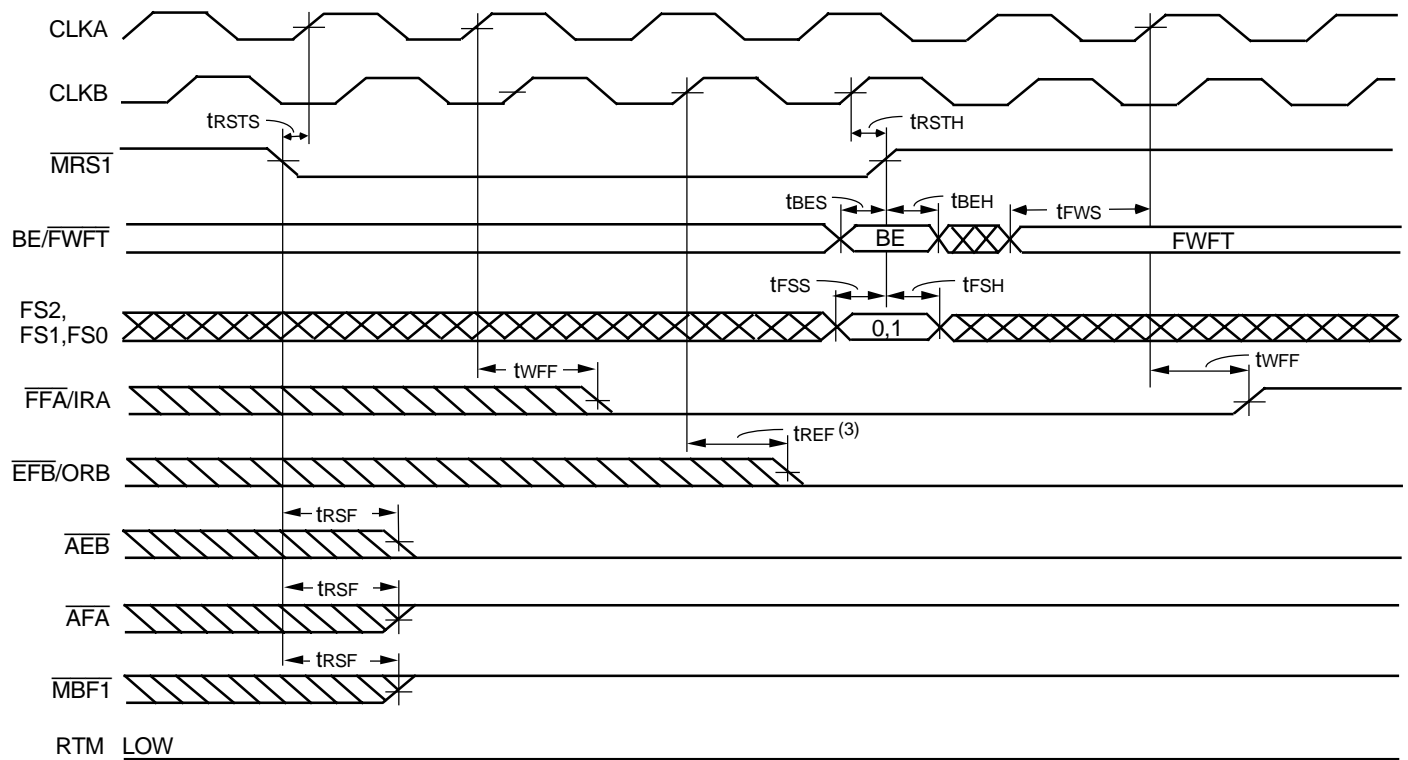 CLKA
CLKB
tRSTS
tRSTH
MRS1
tBES
tBEH
tFWS
BE/FWFT
BE
FWFT
tFSS
tFSH
FS2,
FS1,FS0
0,1
tWFF
tWFF
FFA/IRA
tREF (3)
EFB/ORB
tRSF
AEB
tRSF
AFA
tRSF
MBF1
RTM LOW